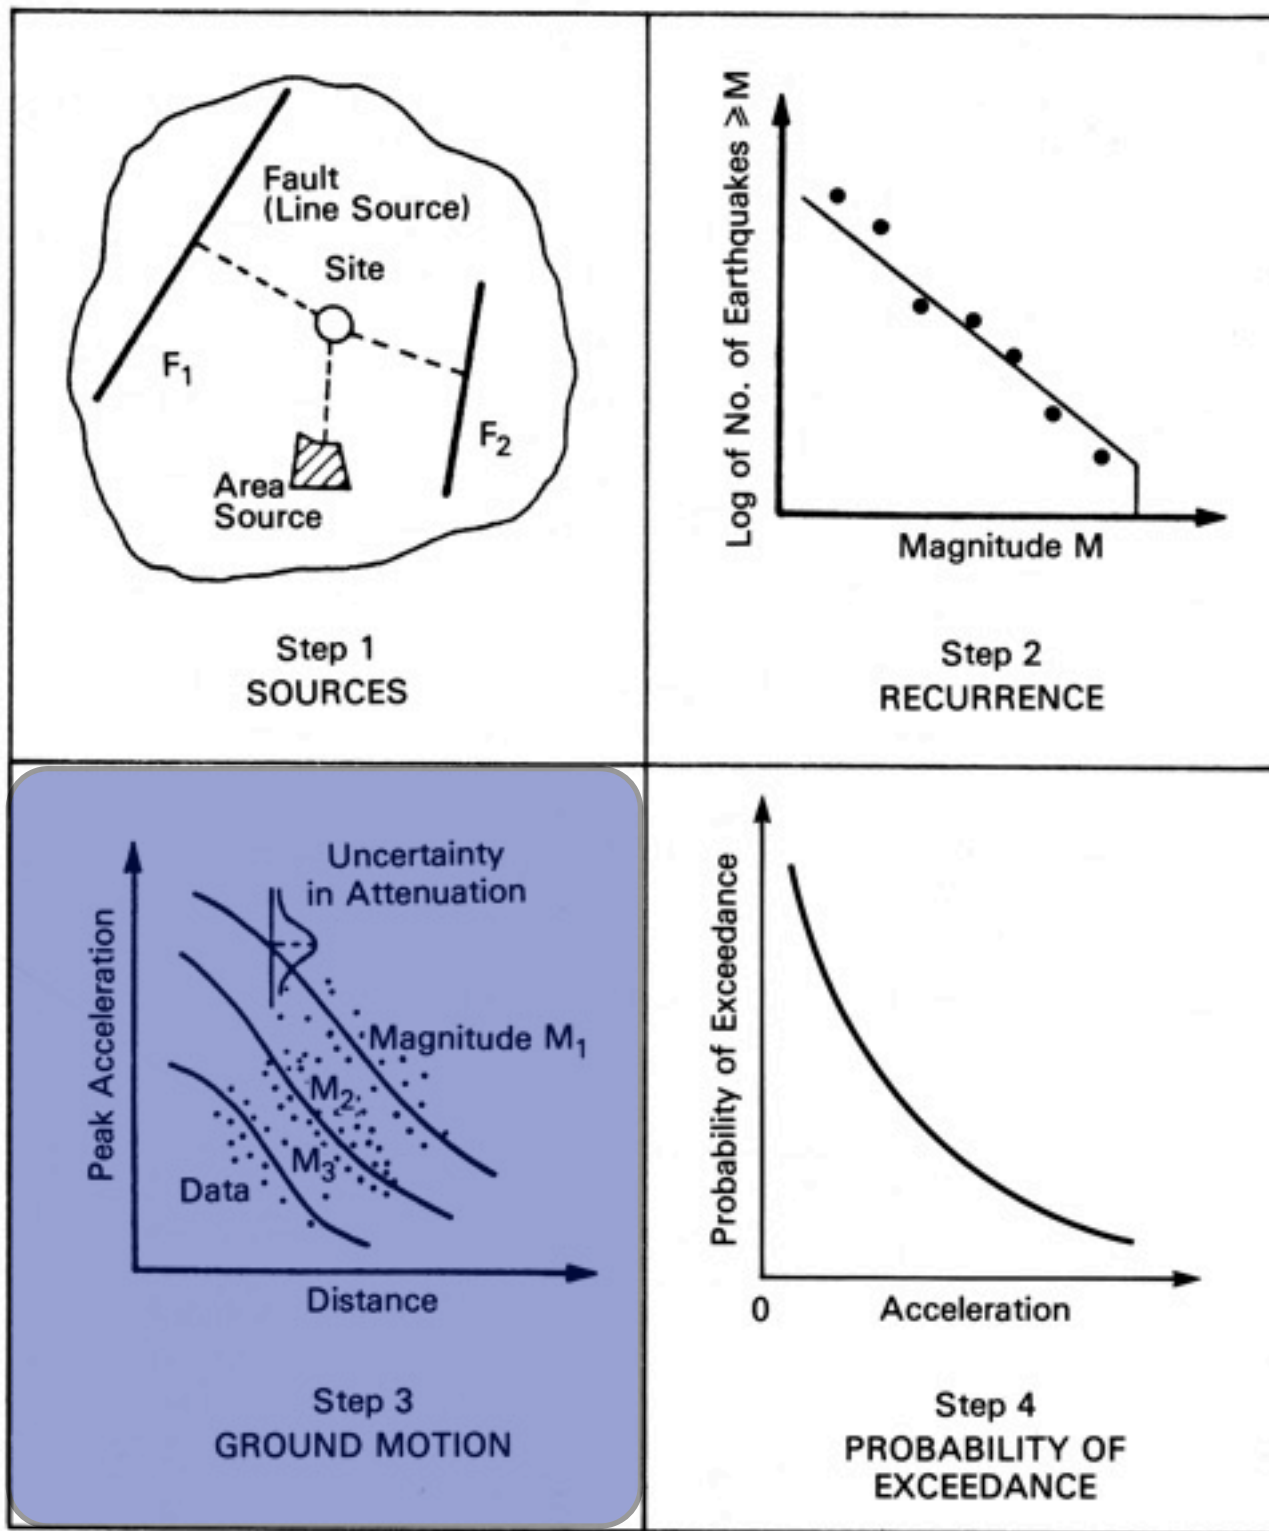 Fault
(Line Source)
Site
F1
F2
Area
Source
Step 1
SOURCES
Log of No. of Earthquakes ⩾M
Magnitude M
Step 2
RECURRENCE
Uncertainty
in Attenuation
Peak Acceleration
Magnitude M1
M2
M3
Data
Distance
Step 3
GROUND MOTION
Probability of Exceedance
0
Acceleration
Step 4
PROBABILITY OF
EXCEEDANCE